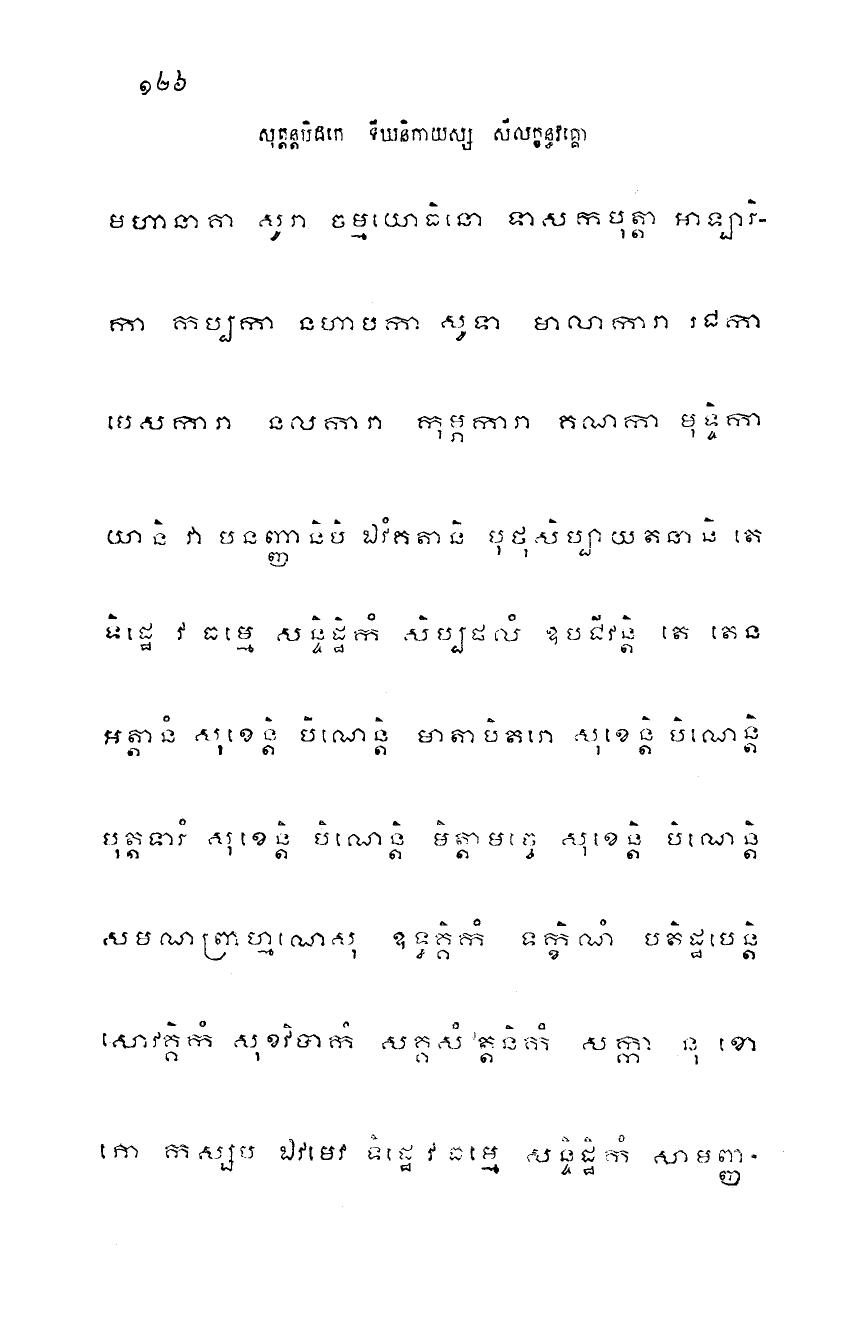 ១២៦
សុត្តន្តបិដកេ ទីឃនិកាយស្ស សីលក្ខន្ធវគ្គោ
មហានាគា សូរា ចម្មយោធិនោ ទាសកបុត្តា អាឡ្បារិ-
កា កប្បកា នហាបកា សូទា មាលាការា រជកា
បេសការា នលការា កុម្ភការា គណកា មុទ្ទិកា
យានិ វា បនញ្ញានិបិ ឯវំគតានិ បុថុសិប្បាយតនានិ តេ
ទិដ្ឋេ វ ធម្មេ សន្ទិដ្ឋិកំ សិប្បផលំ ឧបជីវន្តិ តេ តេន
អត្តានំ សុខេន្តិ បិណេន្តិ មាតាបិតរោ សុខេន្តិ បិណេន្តិ
បុត្តទារំ សុខេន្តិ បិណេន្តិ មិត្តាមច្ចេ សុខេន្តិ បិណេន្តិ
សមណព្រាហ្មណេសុ ឧទ្ធគ្គិកំ ទក្ខិណំ បតិដ្ឋបេន្តិ
សោវគ្គិកំ សុខវិបាកំ សគ្គសំវត្តនិកំ សក្កា នុ ខោ
កោ កស្សប ឯវមេវ ទិដ្ឋេ វ ធម្មេ សន្ទិដ្ឋិកំ សាមញ្ញ-